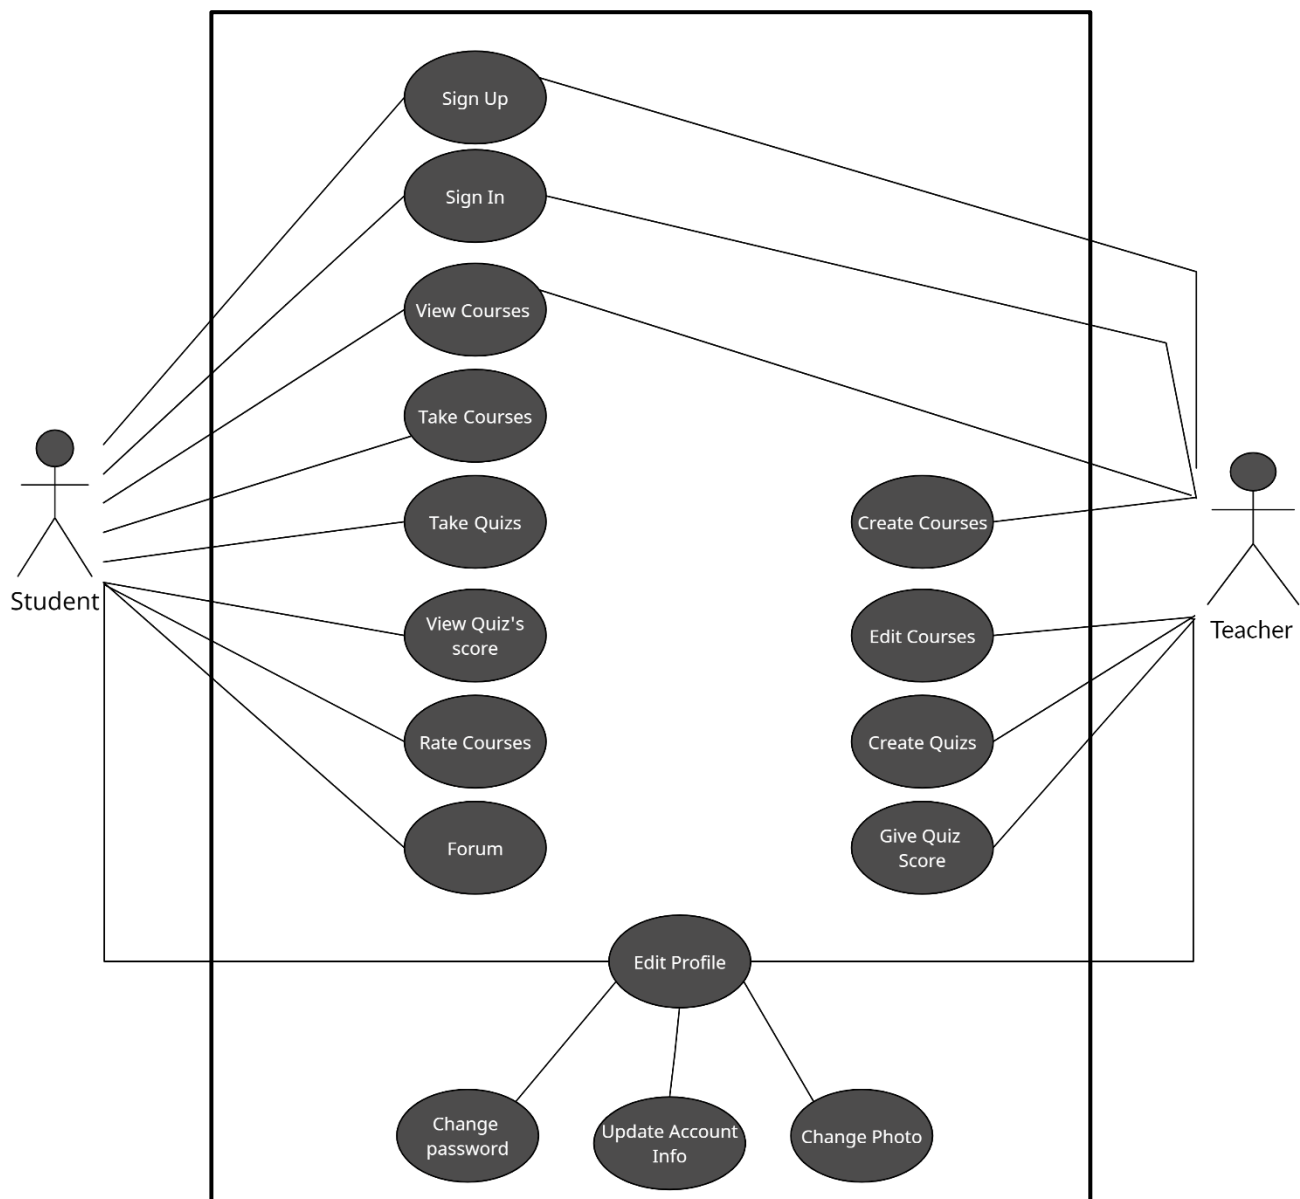 Sign Up
Sign In
View Courses
Take Courses
Take Quizs
Create Courses
Student
Teacher
View Quiz's
score
Edit Courses
Rate Courses
Create Quizs
Forum
Give Quiz
Score
Edit Profile
Change
password
Update Account
Info
Change Photo